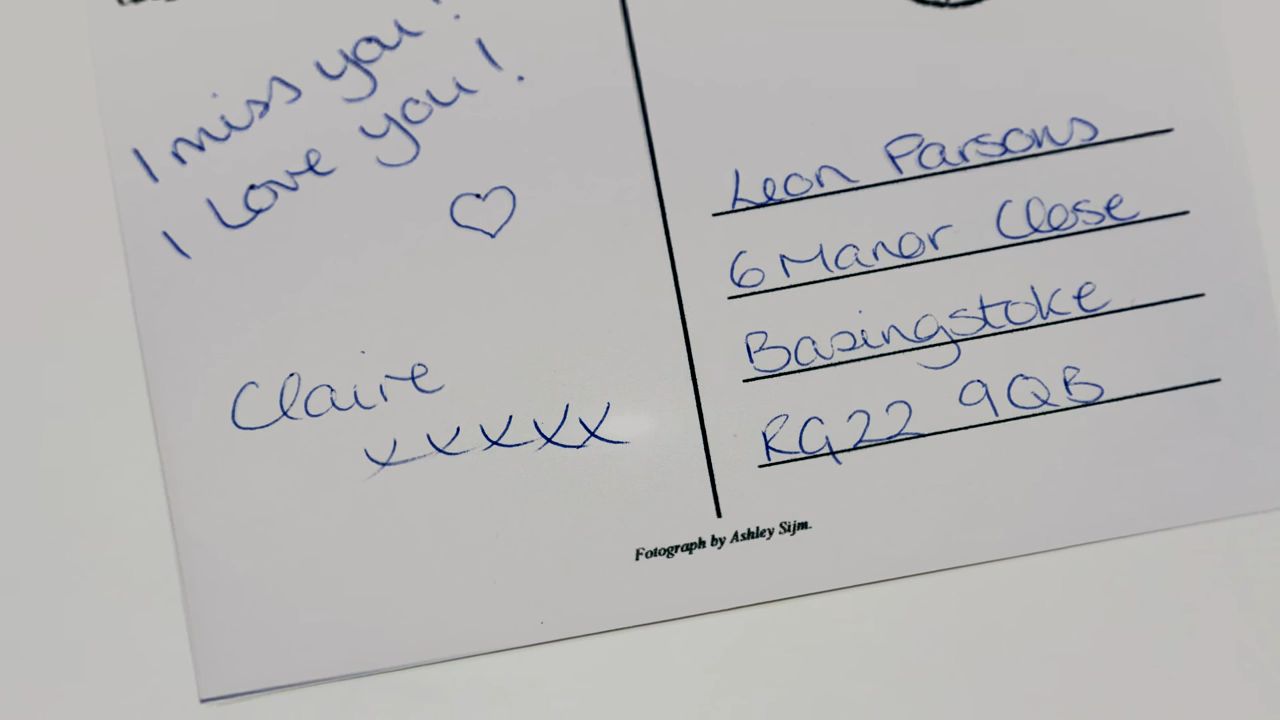 I miss you!
I love you!
♡
Claire
xxxxx
Leon Parsons
6 Manor Close
Basingstoke
RG22 9QB
Fotograph by Ashley Sijm.